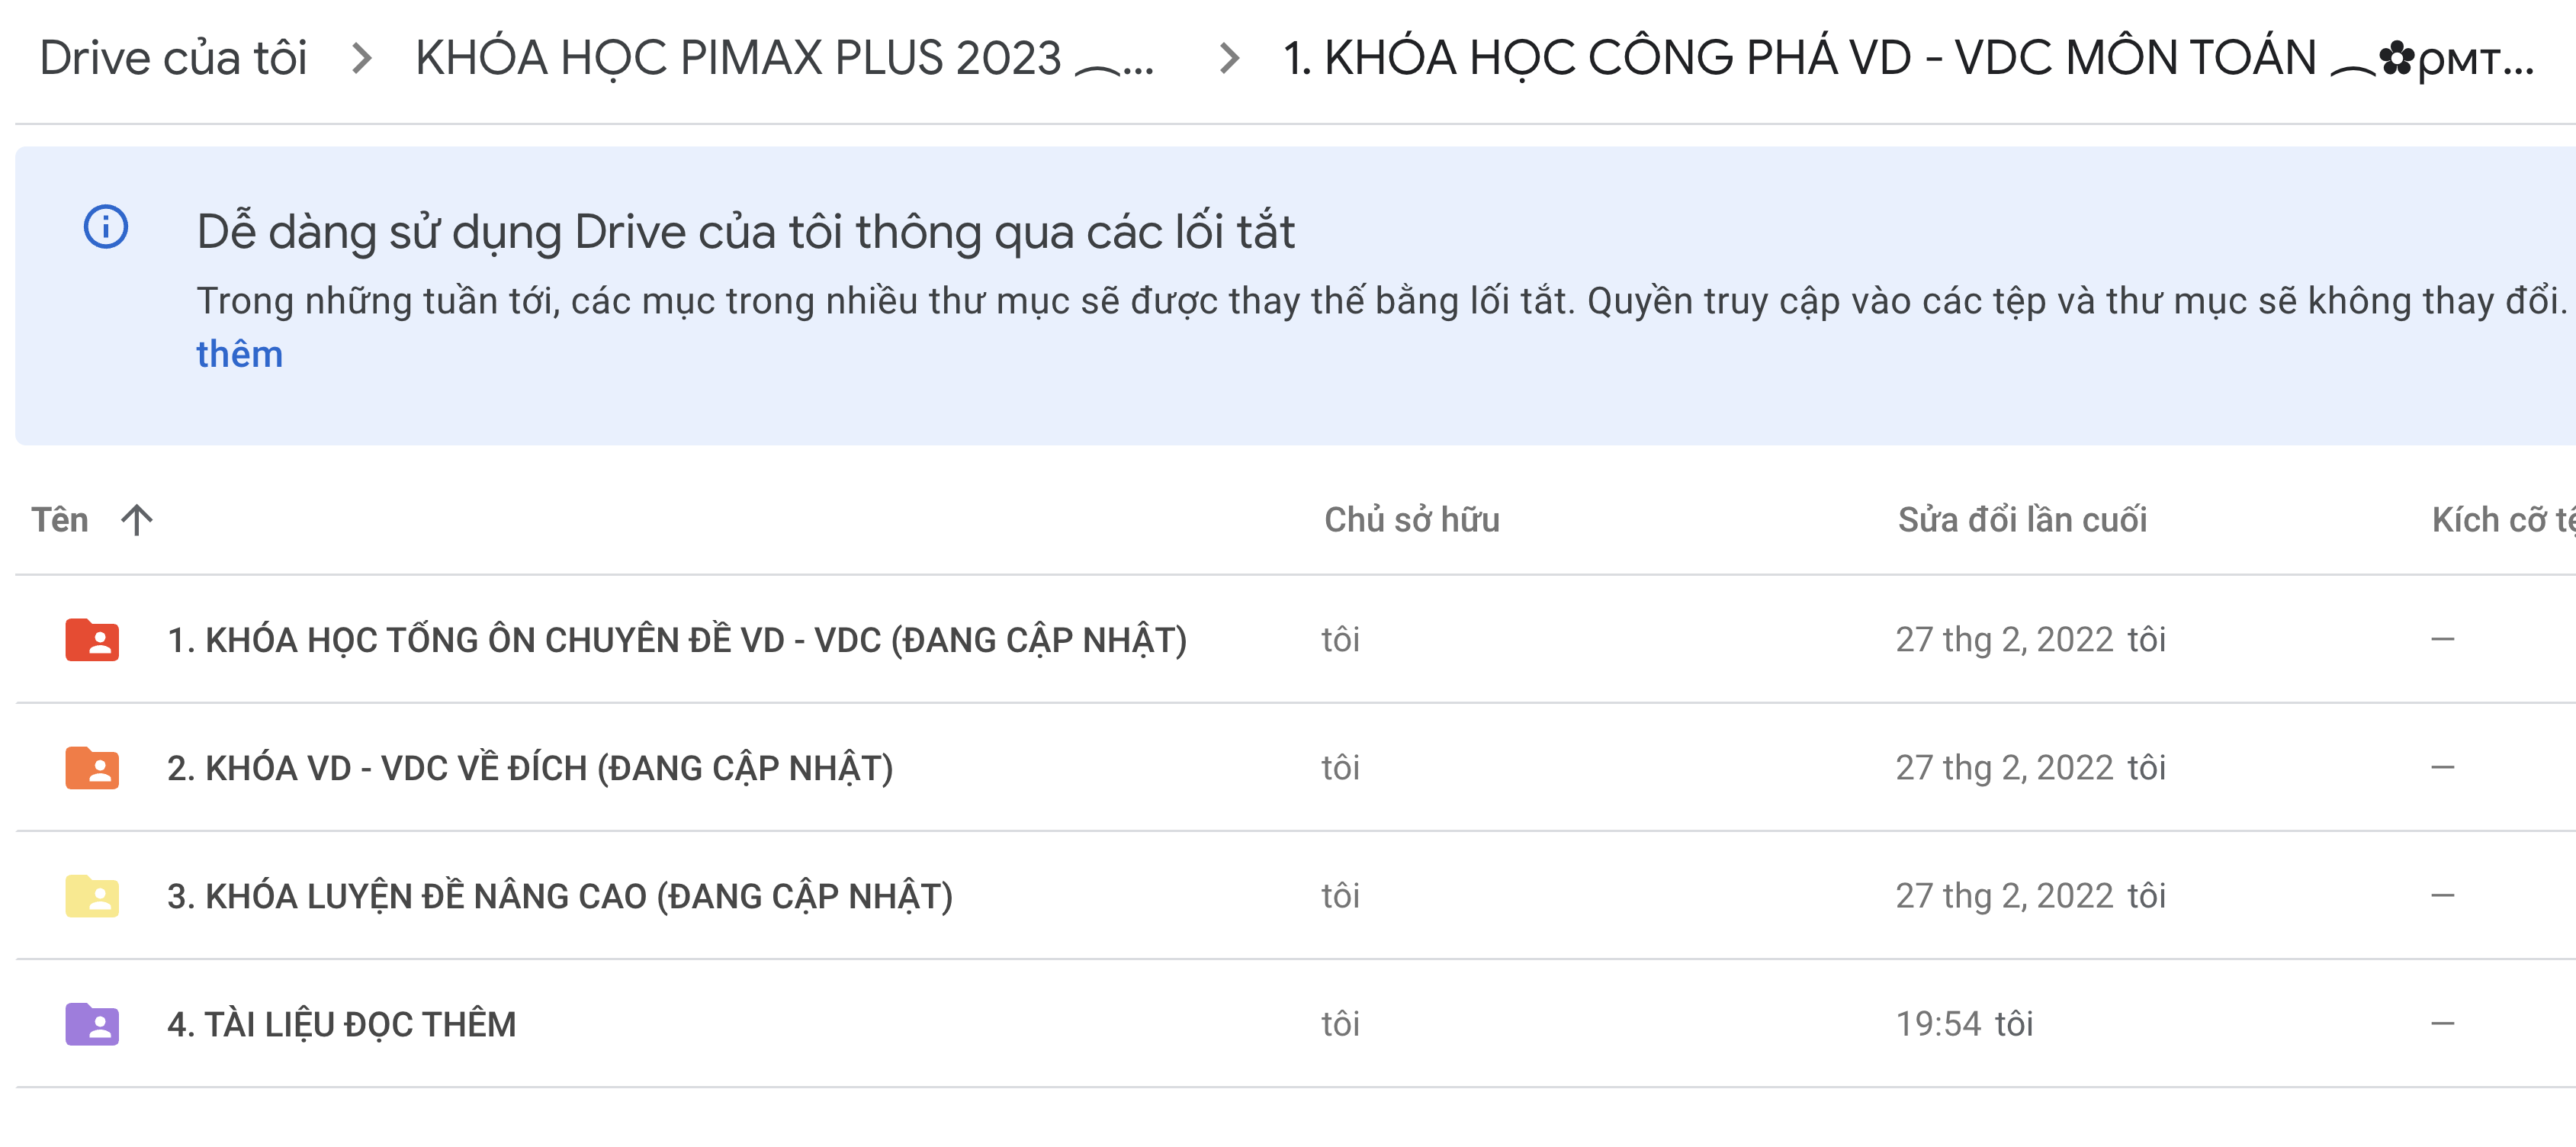 Drive của tôi > KHÓA HỌC PIMAX PLUS 2023 ︵... > 1. KHÓA HỌC CÔNG PHÁ VD - VDC MÔN TOÁN ︵✿ρмт...
Dễ dàng sử dụng Drive của tôi thông qua các lối tắt
Trong những tuần tới, các mục trong nhiều thư mục sẽ được thay thế bằng lối tắt. Quyền truy cập vào các tệp và thư mục sẽ không thay đổi.
thêm
Tên ↑ Chủ sở hữu Sửa đổi lần cuối Kích cỡ
1. KHÓA HỌC TỔNG ÔN CHUYÊN ĐỀ VD - VDC (ĐANG CẬP NHẬT) tôi 27 thg 2, 2022 tôi —
2. KHÓA VD - VDC VỀ ĐÍCH (ĐANG CẬP NHẬT) tôi 27 thg 2, 2022 tôi —
3. KHÓA LUYỆN ĐỀ NÂNG CAO (ĐANG CẬP NHẬT) tôi 27 thg 2, 2022 tôi —
4. TÀI LIỆU ĐỌC THÊM tôi 19:54 tôi —